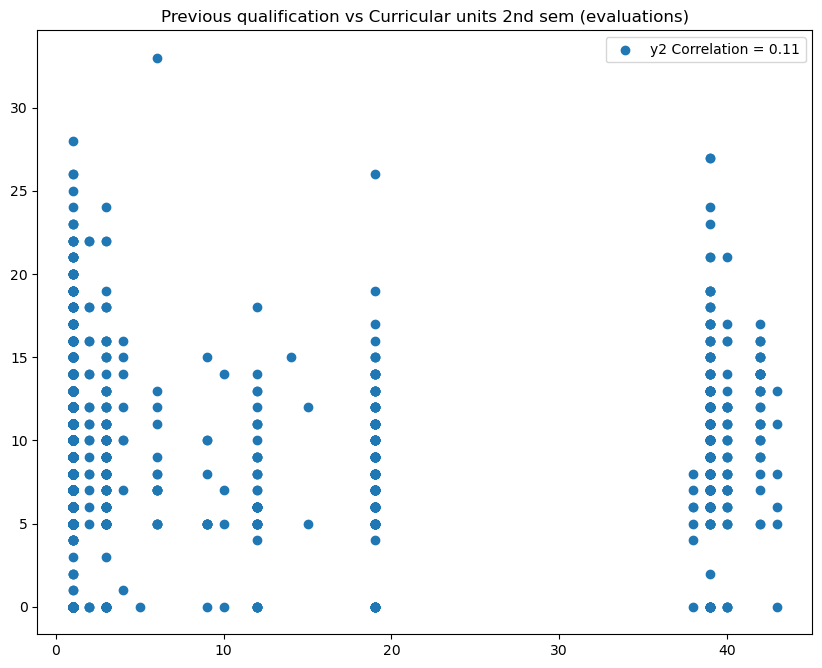 Previous qualification vs Curricular units 2nd sem (evaluations)
y2 Correlation = 0.11
30
25
20
15
10
5
0
0 10 20 30 40